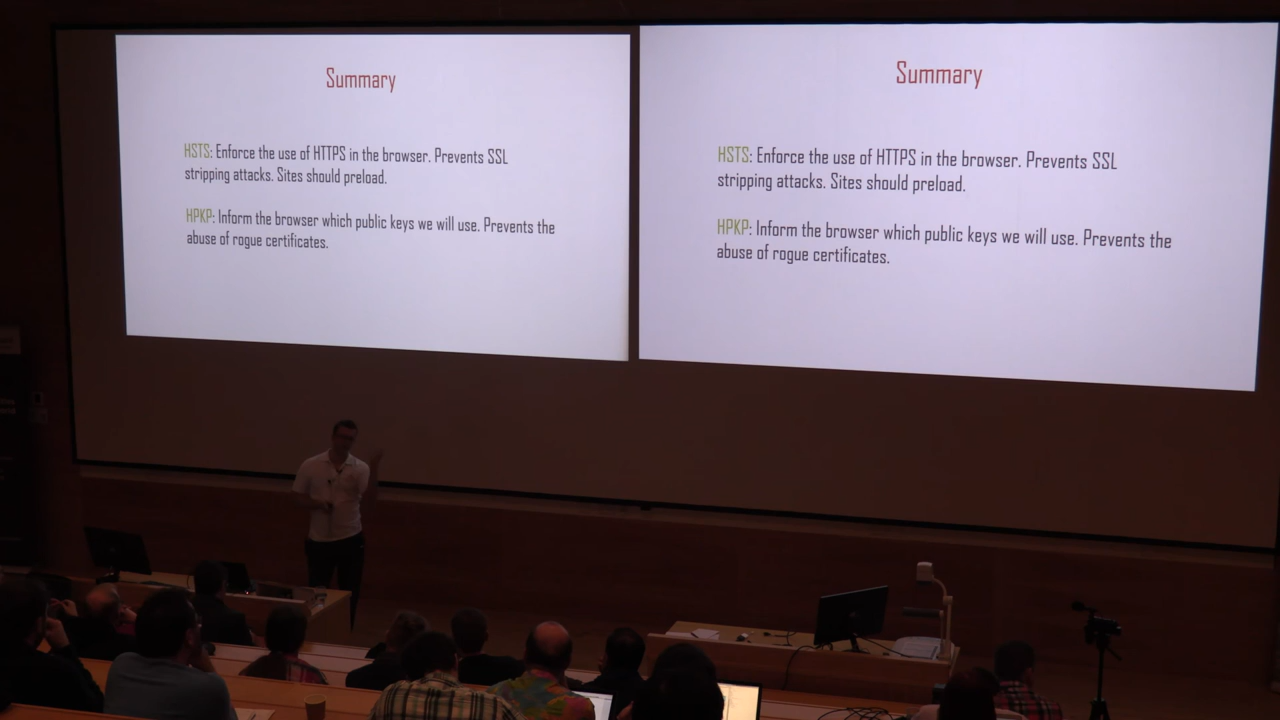 Summary
HSTS: Enforce the use of HTTPS in the browser. Prevents SSL
stripping attacks. Sites should preload.
HPKP: Inform the browser which public keys we will use. Prevents the
abuse of rogue certificates.
Summary
HSTS: Enforce the use of HTTPS in the browser. Prevents SSL
stripping attacks. Sites should preload.
HPKP: Inform the browser which public keys we will use. Prevents the
abuse of rogue certificates.